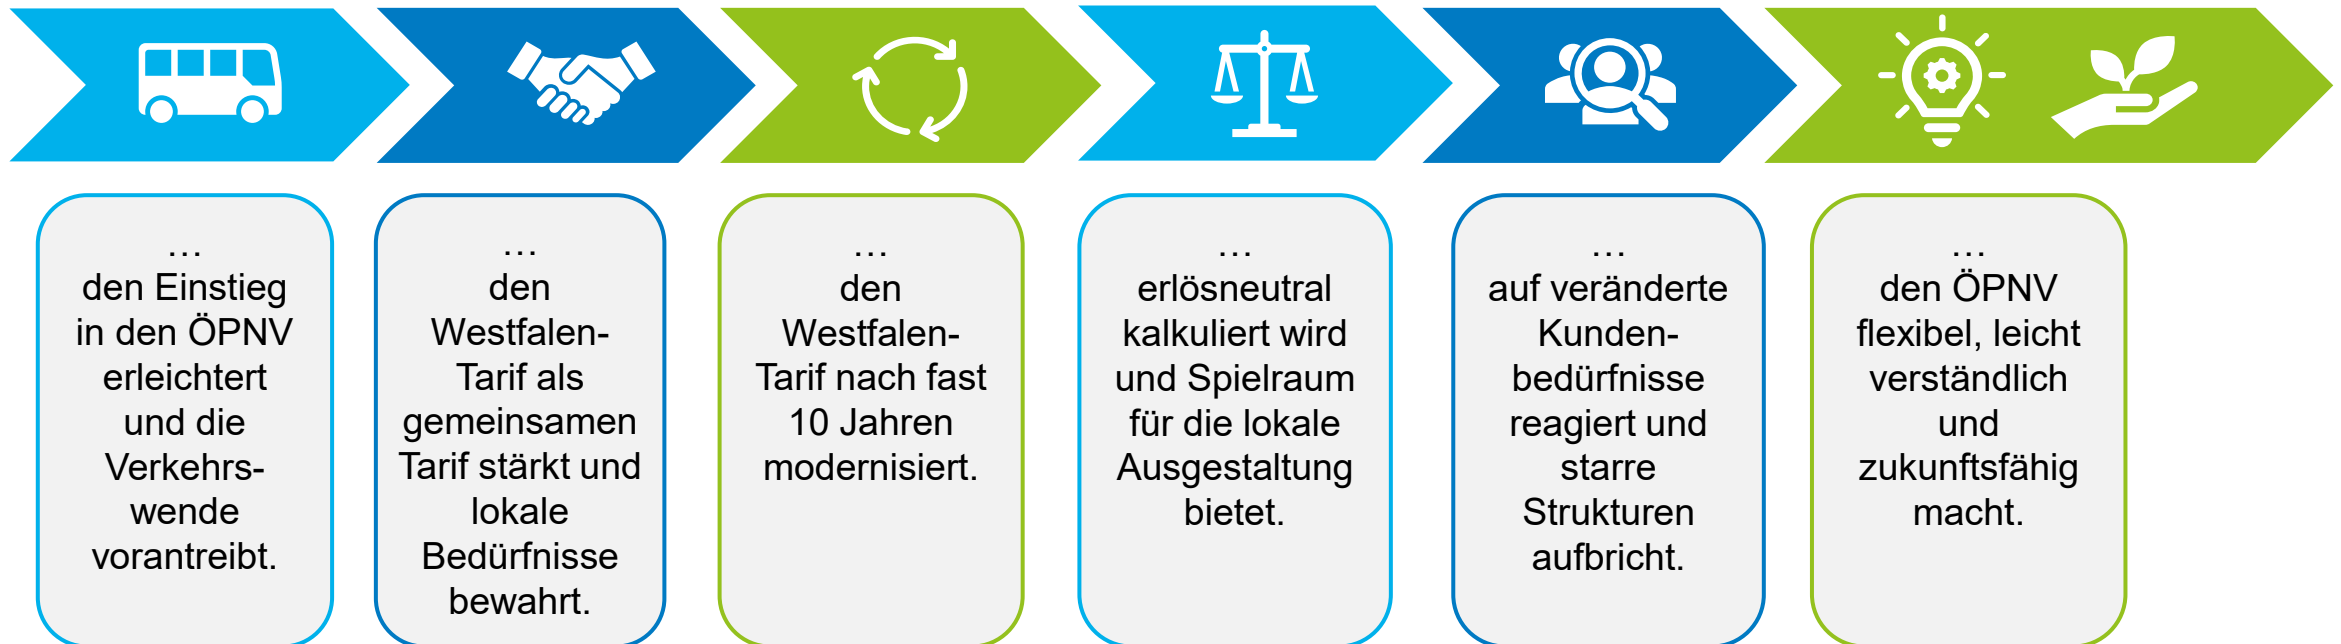 …
den Einstieg
in den ÖPNV
erleichtert
und die
Verkehrs-
wende
vorantreibt.
…
den
Westfalen-
Tarif als
gemeinsamen
Tarif stärkt und
lokale
Bedürfnisse
bewahrt.
…
den
Westfalen-
Tarif nach fast
10 Jahren
modernisiert.
…
erlösneutral
kalkuliert wird
und Spielraum
für die lokale
Ausgestaltung
bietet.
…
auf veränderte
Kunden-
bedürfnisse
reagiert und
starre
Strukturen
aufbricht.
…
den ÖPNV
flexibel, leicht
verständlich
und
zukunftsfähig
macht.